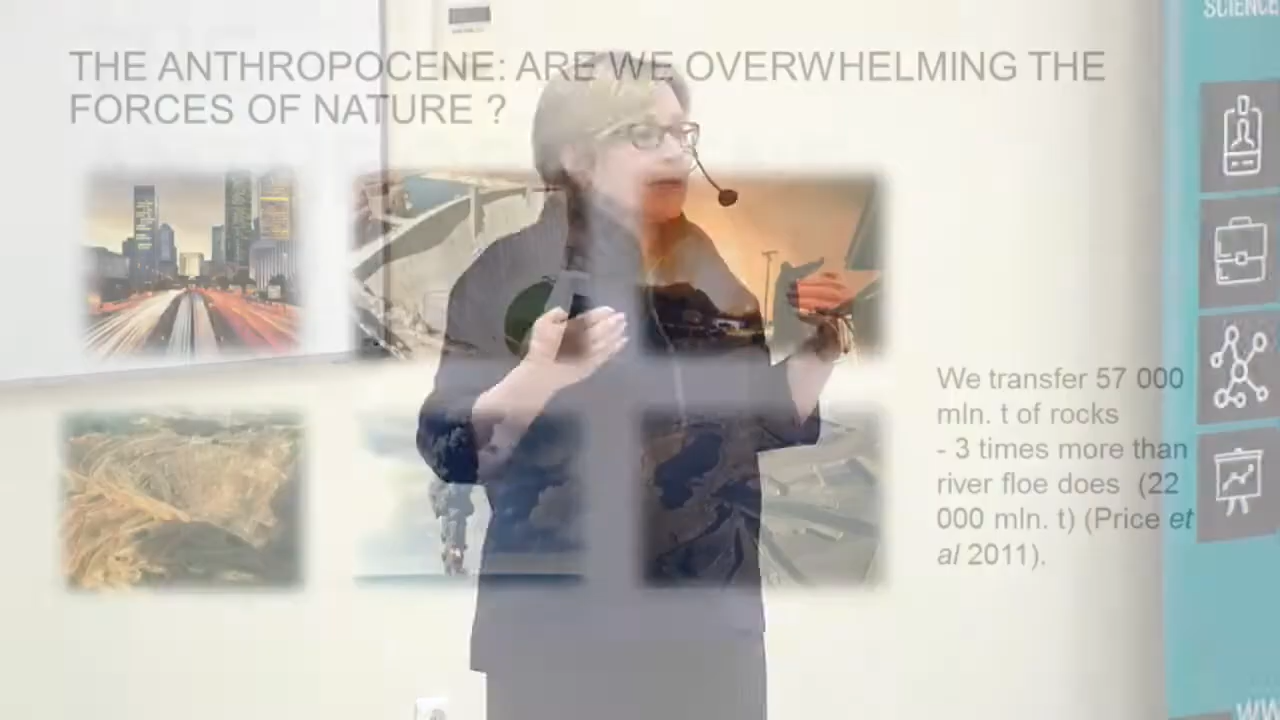 SCIENCE
THE ANTHROPOCENE: ARE WE OVERWHELMING THE
FORCES OF NATURE ?
We transfer 57 000
mln. t of rocks
- 3 times more than
river floe does (22
000 mln. t) (Price et
al 2011).
WW